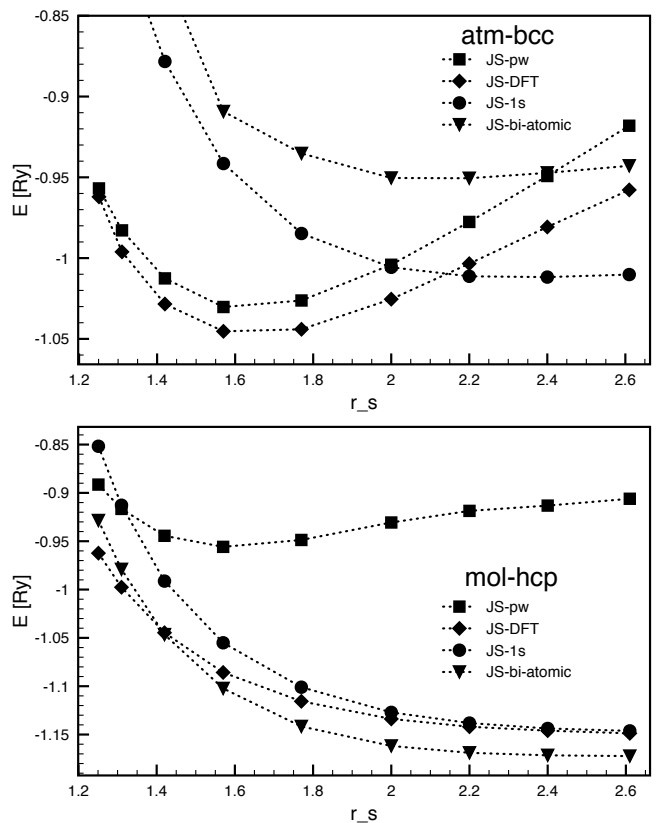 atm-bcc
JS-pw
JS-DFT
JS-1s
JS-bi-atomic
E [Ry]
-0.85
-0.9
-0.95
-1
-1.05
1.2 1.4 1.6 1.8 2 2.2 2.4 2.6
r_s
mol-hcp
JS-pw
JS-DFT
JS-1s
JS-bi-atomic
E [Ry]
-0.85
-0.9
-0.95
-1
-1.05
-1.1
-1.15
1.2 1.4 1.6 1.8 2 2.2 2.4 2.6
r_s